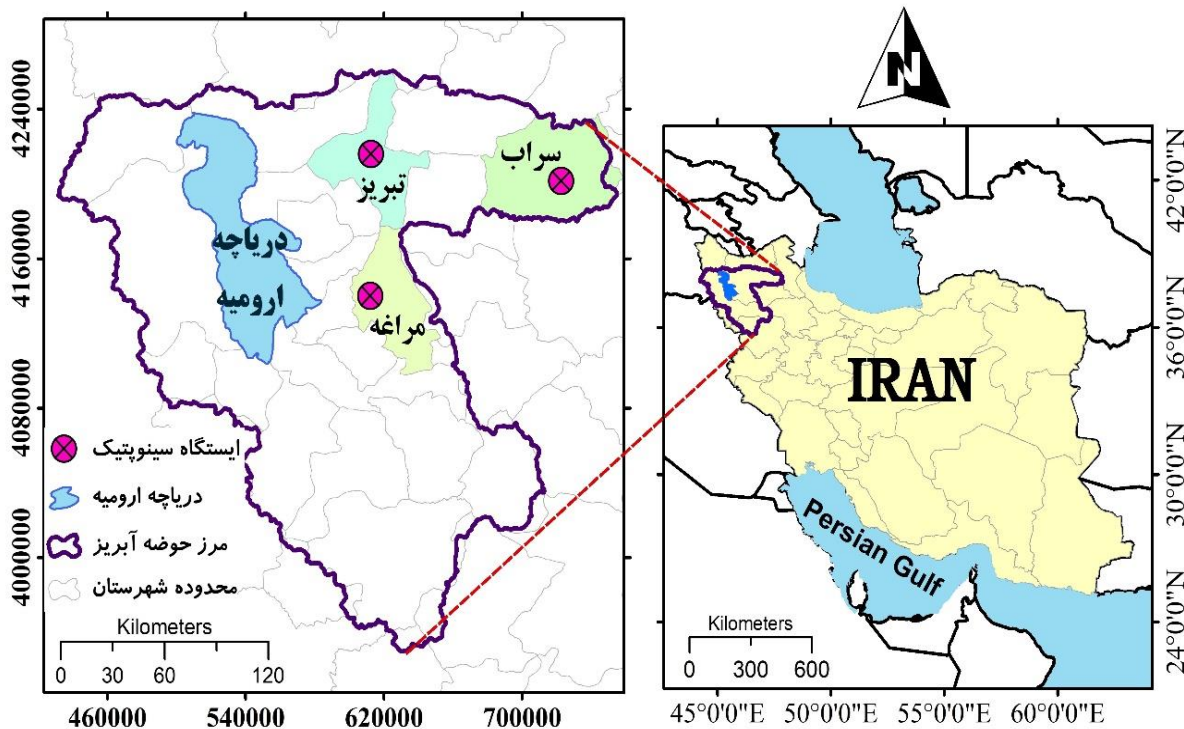 4240000
4160000
4080000
4000000
460000
540000
620000
700000
سراب
تبریز
دریاچه
ارومیه
مراغه
ایستگاه سینوپتیک
دریاچه ارومیه
مرز حوضه آبریز
محدوده شهرستان
Kilometers
0 30 60 120
N
IRAN
Persian Gulf
Kilometers
0 300 600
42°0'0"N
36°0'0"N
30°0'0"N
24°0'0"N
45°0'0"E
50°0'0"E
55°0'0"E
60°0'0"E